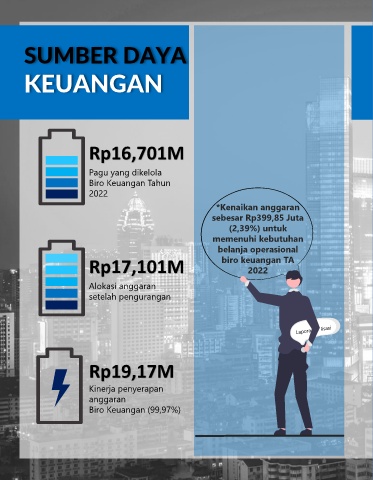 SUMBER DAYA
KEUANGAN
Rp16,701M
Pagu yang dikelola
Biro Keuangan Tahun
2022
Rp17,101M
Alokasi anggaran
setelah pengurangan
Rp19,17M
Kinerja penyerapan
anggaran
Biro Keuangan (99,97%)
*Kenaikan anggaran
sebesar Rp399,85 Juta
(2,39%) untuk
memenuhi kebutuhan
belanja operasional
biro keuangan TA
2022